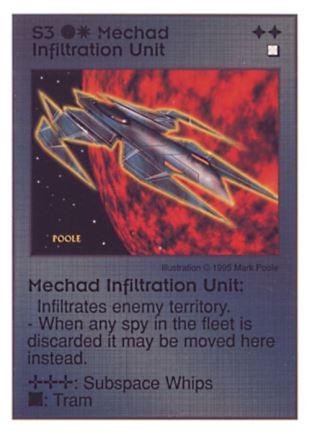 S3 ●✷ Mechad
Infiltration Unit
POOLE
Illustration © 1995 Mark Poole
Mechad Infiltration Unit:
Infiltrates enemy territory.
- When any spy in the fleet is
discarded it may be moved here
instead.
✢✢✢: Subspace Whips
■: Tram